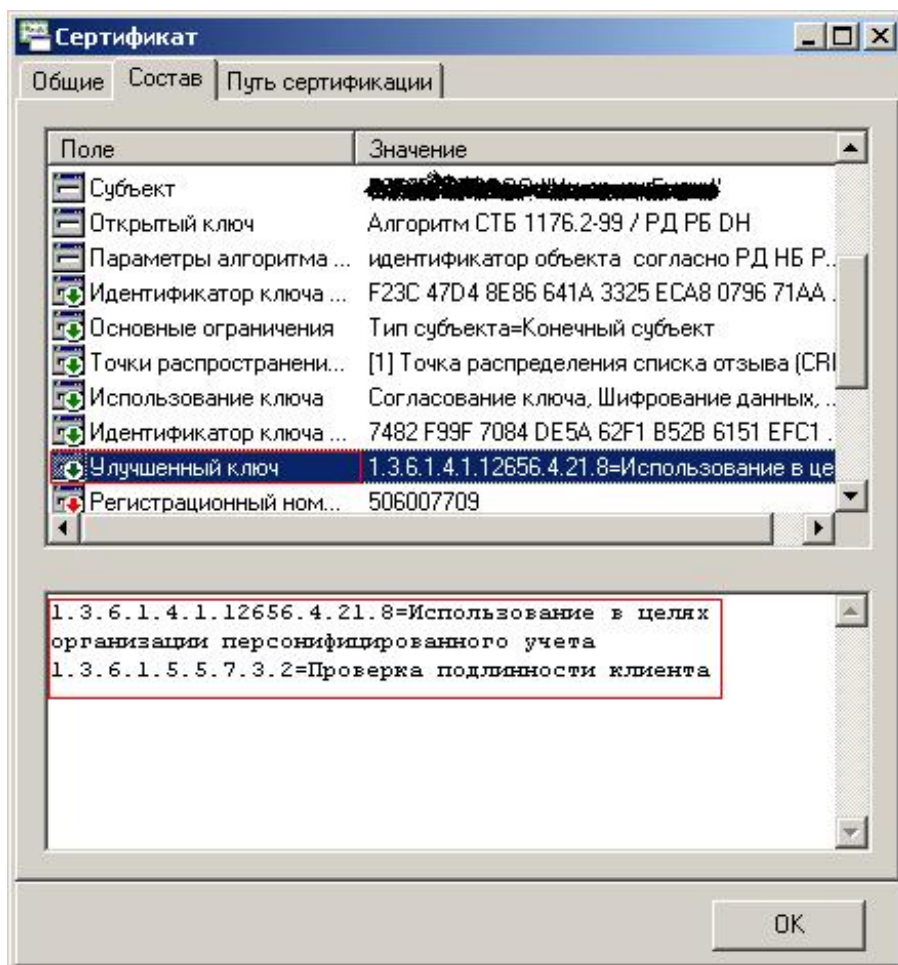 Сертификат
Общие Состав Путь сертификации
Поле Значение
Субъект
Открытый ключ Алгоритм СТБ 1176.2-99 / РД РБ DH
Параметры алгоритма ... идентификатор объекта согласно РД НБ Р..
Идентификатор ключа ... F23C 47D4 8E86 641A 3325 ECA8 0796 71AA .
Основные ограничения Тип субъекта=Конечный субъект
Точки распространени... [1] Точка распределения списка отзыва (CRI
Использование ключа Согласование ключа, Шифрование данных, ..
Идентификатор ключа ... 7482 F99F 7084 DE5A 62F1 B52B 6151 EFC1 .
Улучшенный ключ 1.3.6.1.4.1.12656.4.21.8=Использование в це
Регистрационный ном... 506007709
1.3.6.1.4.1.12656.4.21.8=Использование в целях
организации персонифицированного учета
1.3.6.1.5.5.7.3.2=Проверка подлинности клиента
OK